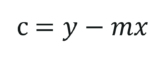 c = y − mx